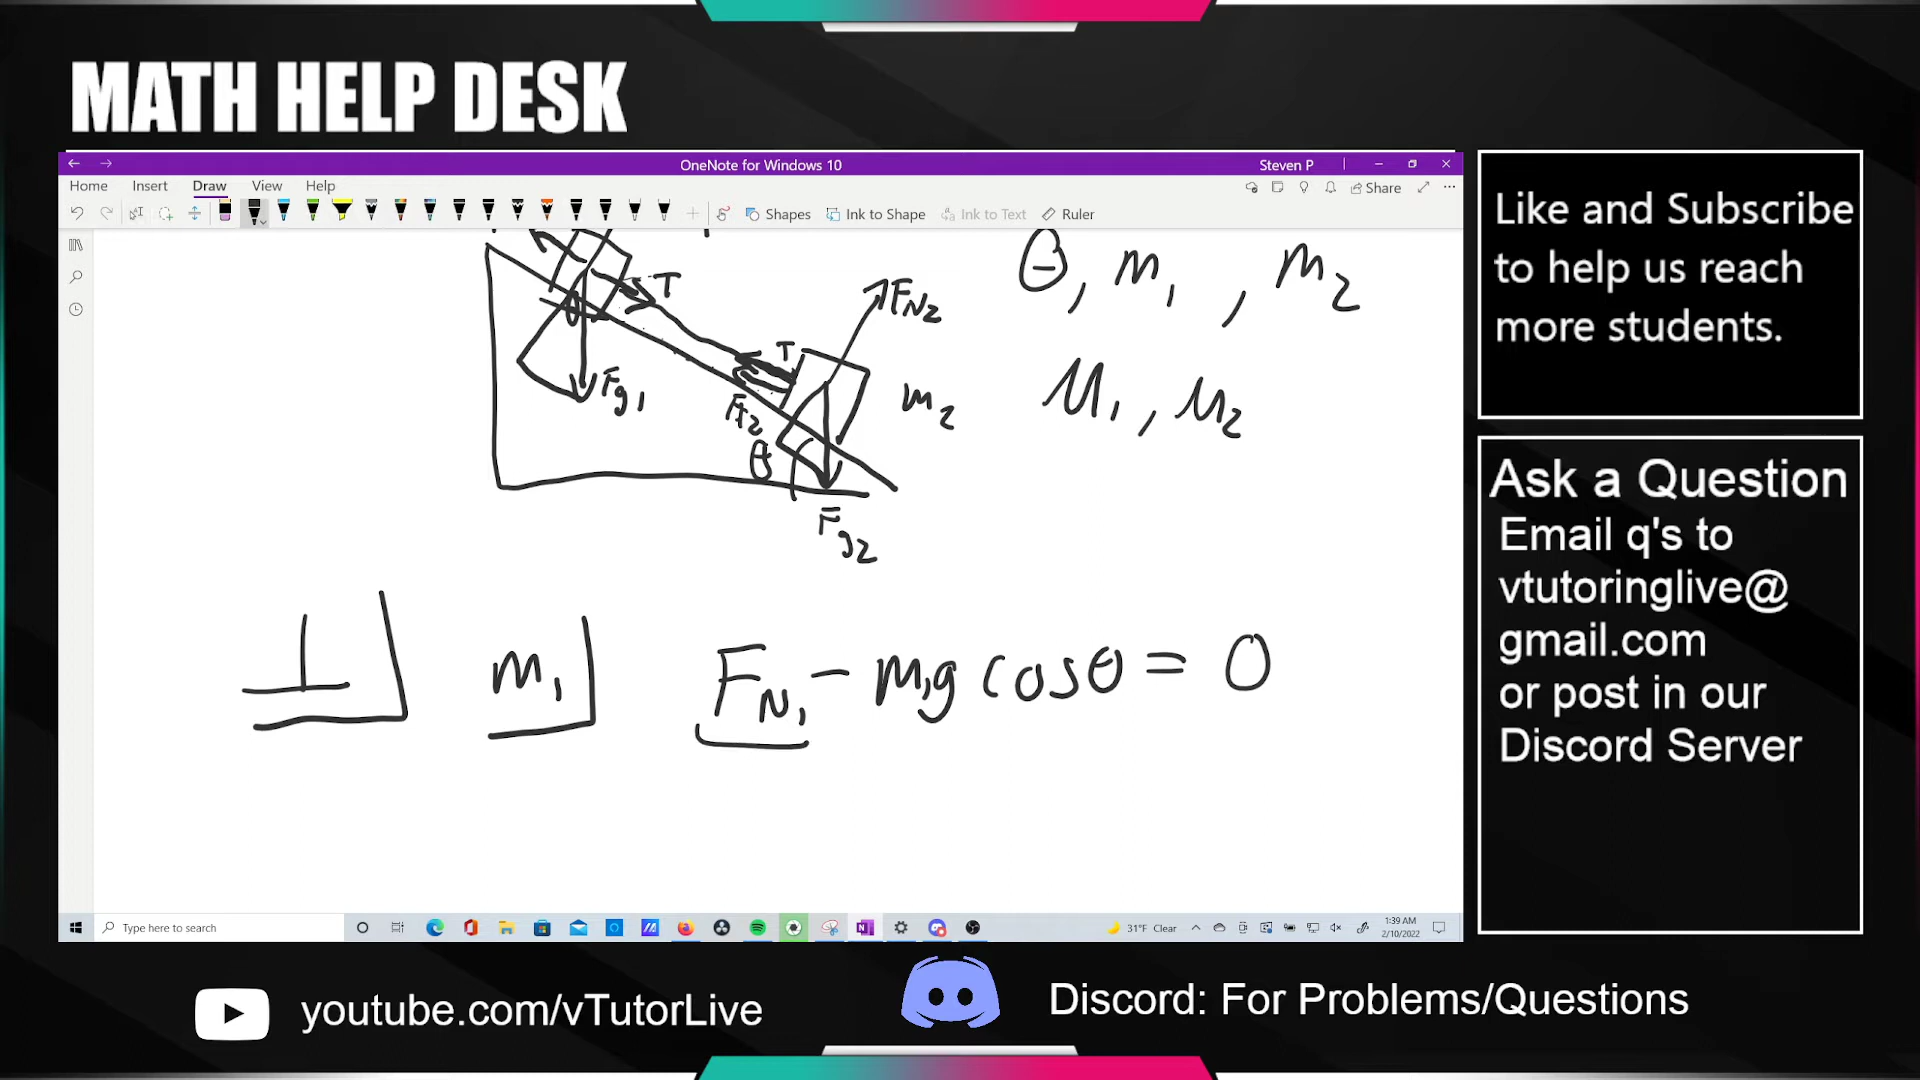 MATH HELP DESK
OneNote for Windows 10
Steven P
Home Insert Draw View Help
Share
Shapes Ink to Shape Ink to Text Ruler
T
Fg1
T
Ff2
θ
FN2
m2
Fg2
θ, m1, m2
μ1, μ2
⊥ m1 FN1 - m1g cosθ = 0
Type here to search
31°F Clear
1:39 AM
2/10/2022
Like and Subscribe
to help us reach
more students.
Ask a Question
Email q's to
vtutoringlive@
gmail.com
or post in our
Discord Server
youtube.com/vTutorLive
Discord: For Problems/Questions